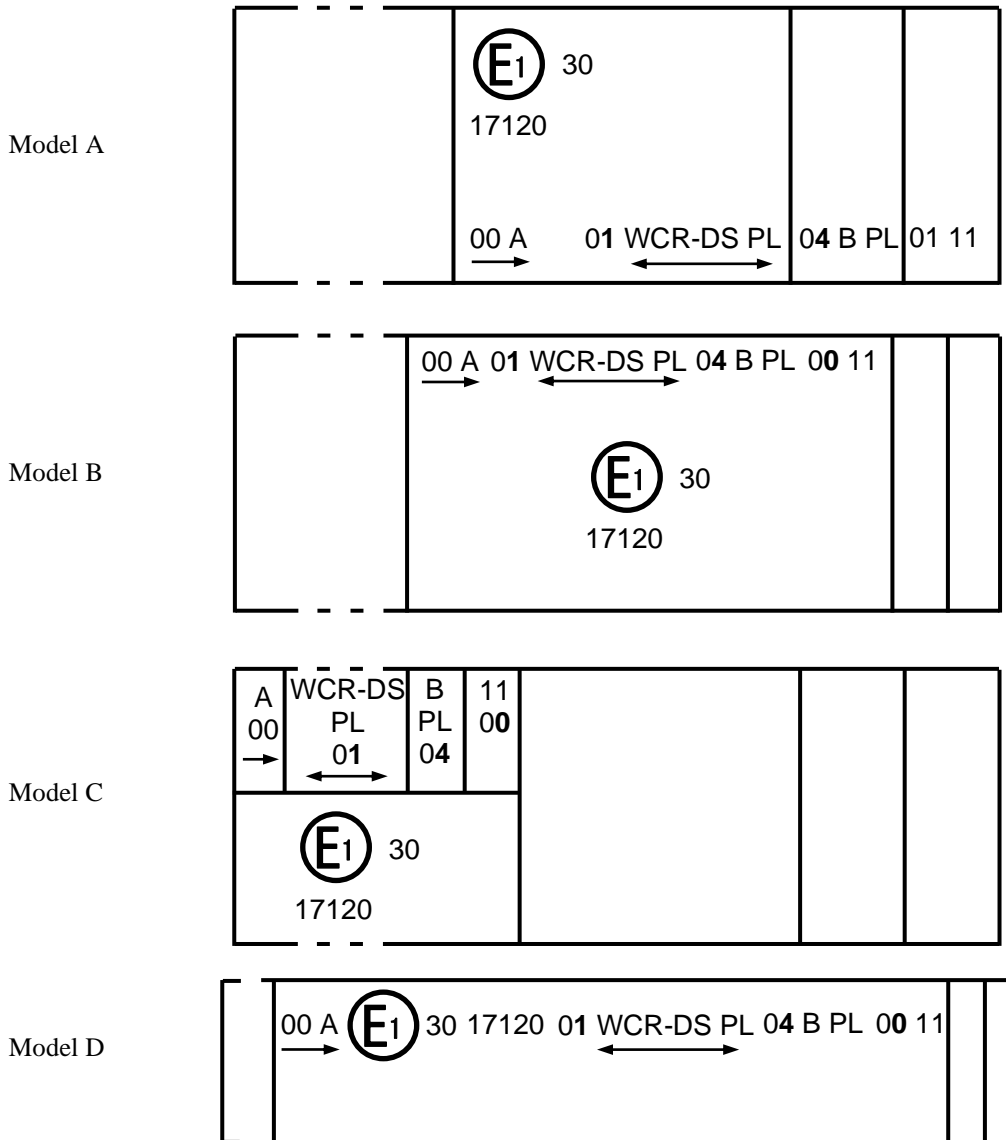 Model A
E1 30
17120
00 A 01 WCR-DS PL 04 B PL 01 11
Model B
00 A 01 WCR-DS PL 04 B PL 00 11
E1 30
17120
Model C
A
00
WCR-DS
PL
01
B
PL
04
11
00
E1 30
17120
Model D
00 A E1 30 17120 01 WCR-DS PL 04 B PL 00 11